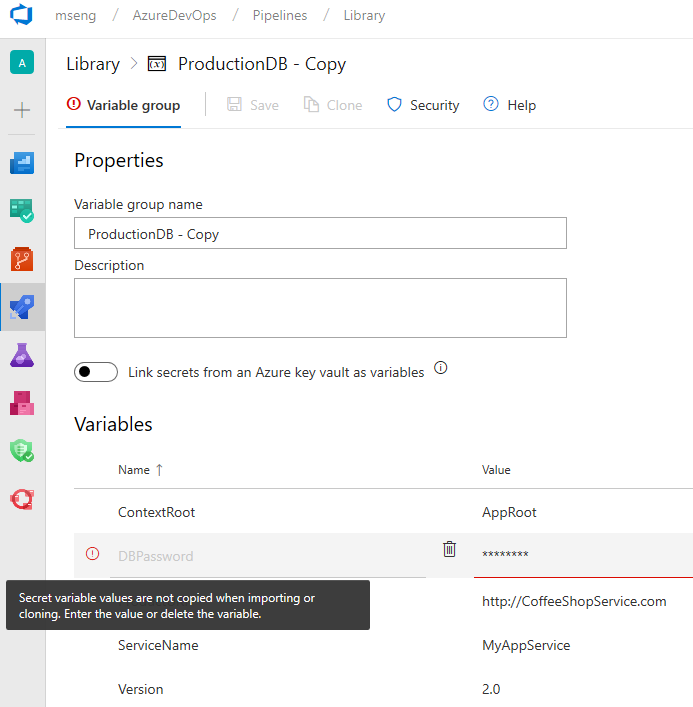 mseng / AzureDevOps / Pipelines / Library
A
Library > ProductionDB - Copy
Variable group Save Clone Security Help
Properties
Variable group name
ProductionDB - Copy
Description
Link secrets from an Azure key vault as variables
Variables
Name ↑ Value
ContextRoot AppRoot
DBPassword ********
Secret variable values are not copied when importing or
cloning. Enter the value or delete the variable.
http://CoffeeShopService.com
ServiceName MyAppService
Version 2.0